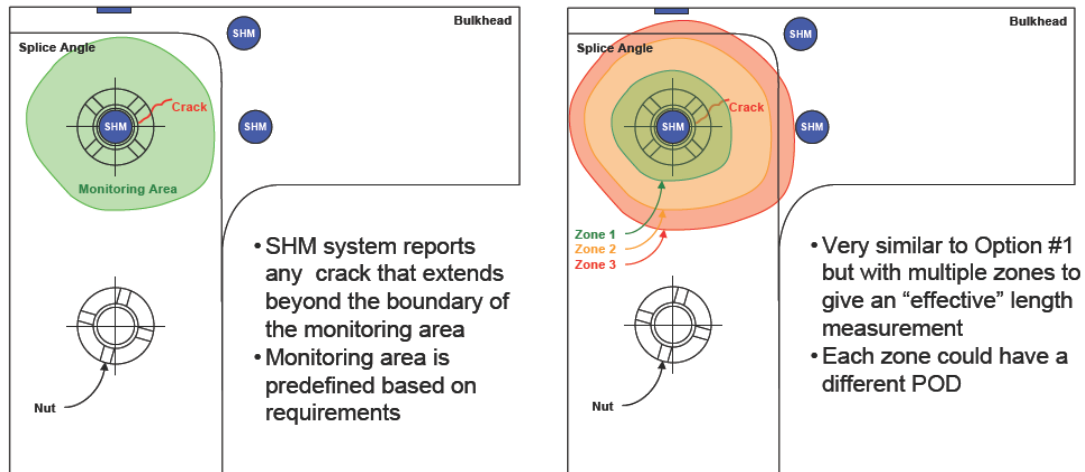 Bulkhead
SHM
Splice Angle
Crack
SHM
SHM
Monitoring Area
• SHM system reports
any crack that extends
beyond the boundary of
the monitoring area
• Monitoring area is
predefined based on
requirements
Nut
Bulkhead
SHM
Splice Angle
Crack
SHM
SHM
Zone 1
Zone 2
Zone 3
• Very similar to Option #1
but with multiple zones to
give an “effective” length
measurement
• Each zone could have a
different POD
Nut